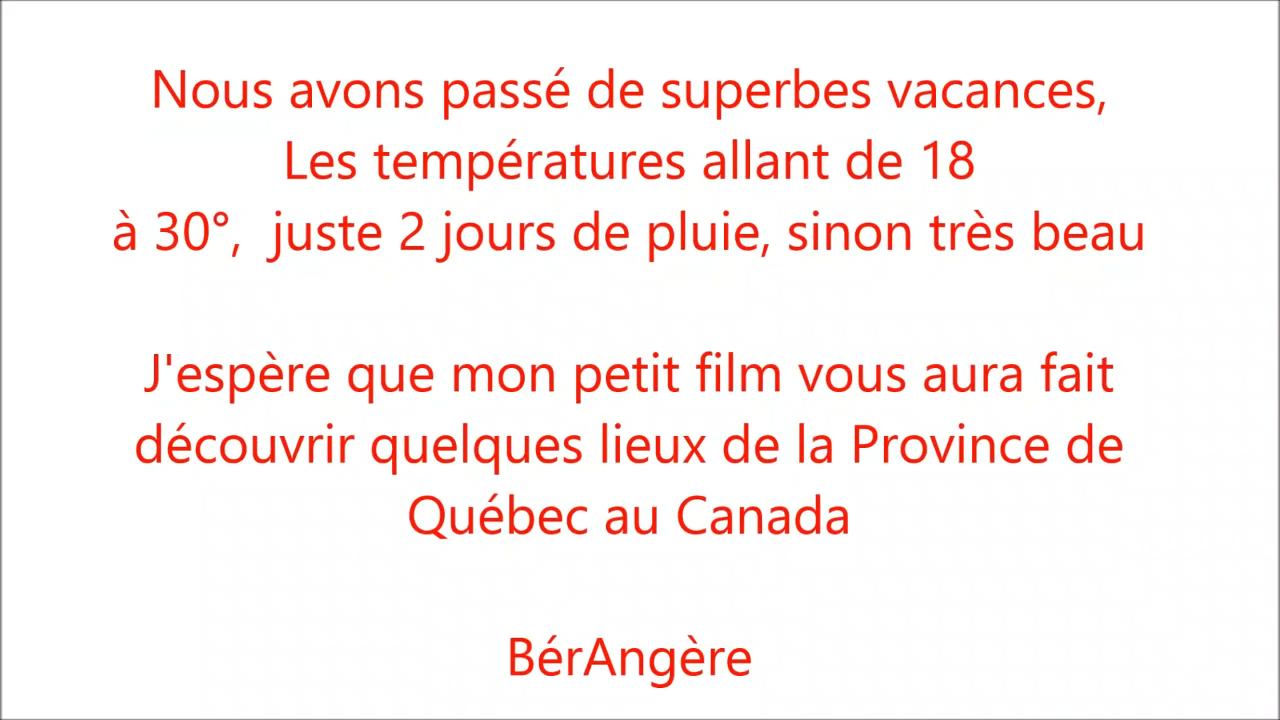 Nous avons passé de superbes vacances,
Les températures allant de 18
à 30°,  juste 2 jours de pluie, sinon très beau
J'espère que mon petit film vous aura fait
découvrir quelques lieux de la Province de
Québec au Canada
BérAngère